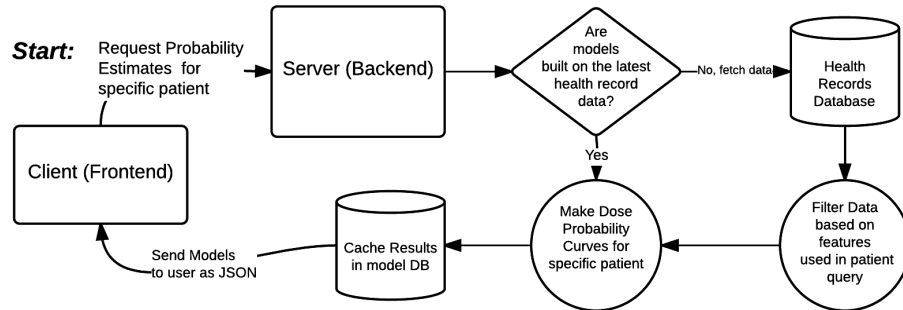 Start:
Request Probability
Estimates for
specific patient
Server (Backend)
Are
models
built on the latest
health record
data?
No, fetch data
Health
Records
Database
Client (Frontend)
Yes
Send Models
to user as JSON
Cache Results
in model DB
Make Dose
Probability
Curves for
specific patient
Filter Data
based on
features
used in patient
query